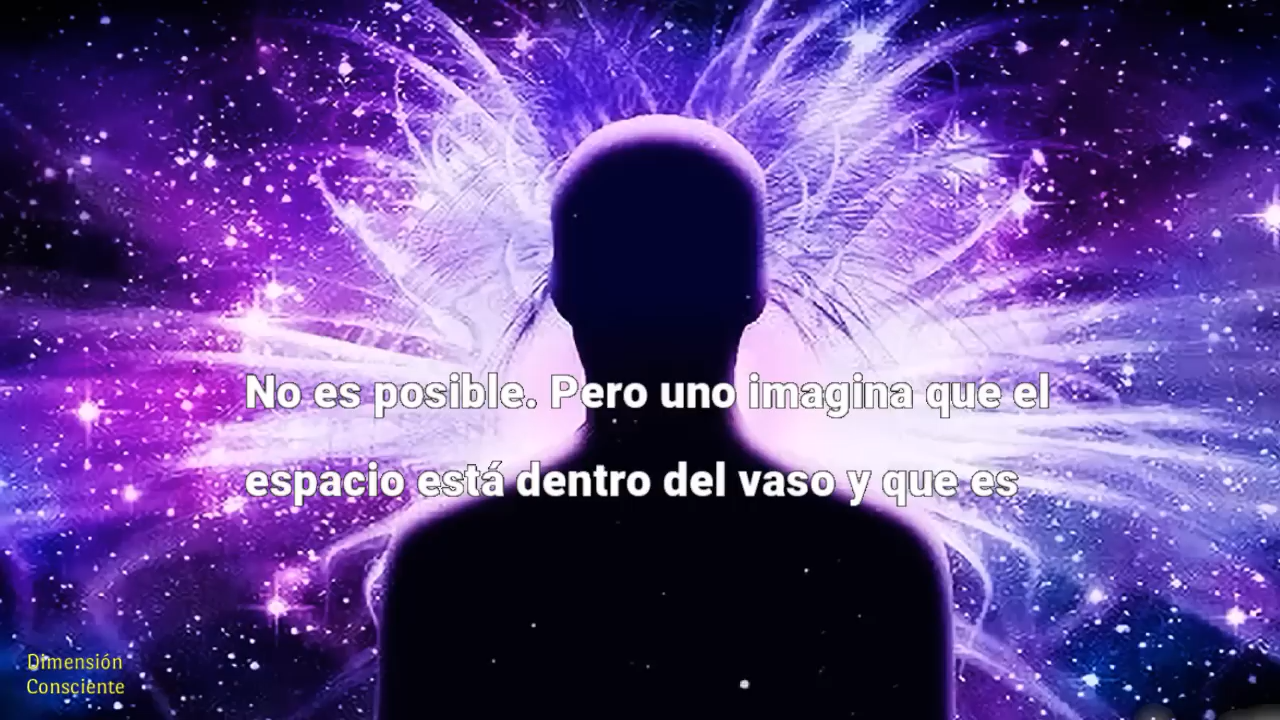 No es posible. Pero uno imagina que el
espacio está dentro del vaso y que es
Dimensión
Consciente